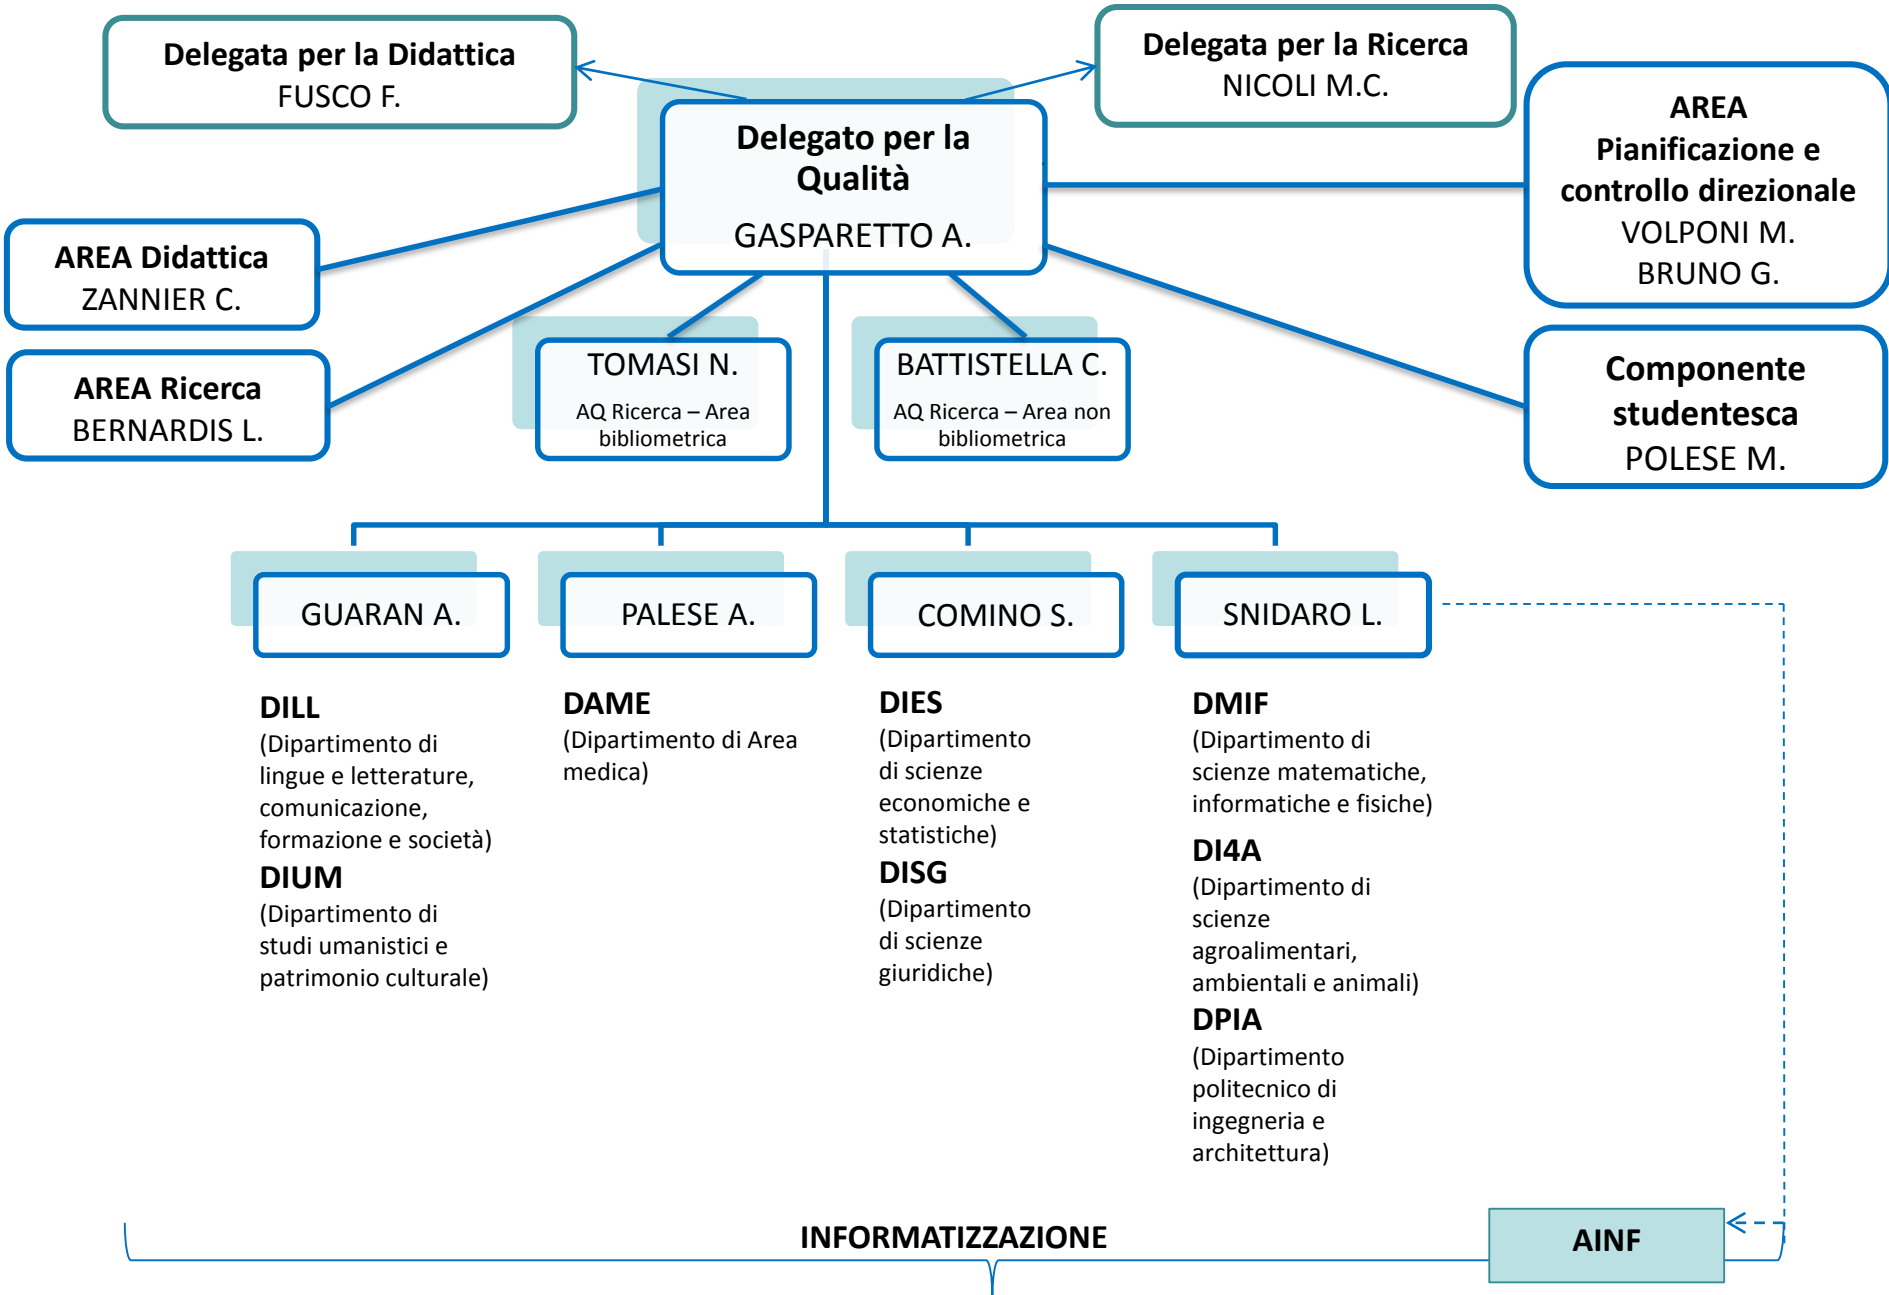 Delegata per la Didattica
FUSCO F.
Delegata per la Ricerca
NICOLI M.C.
Delegato per la
Qualità
GASPARETTO A.
AREA
Pianificazione e
controllo direzionale
VOLPONI M.
BRUNO G.
AREA Didattica
ZANNIER C.
AREA Ricerca
BERNARDIS L.
TOMASI N.
AQ Ricerca – Area
bibliometrica
BATTISTELLA C.
AQ Ricerca – Area non
bibliometrica
Componente
studentesca
POLESE M.
GUARAN A.
PALESE A.
COMINO S.
SNIDARO L.
DILL
(Dipartimento di
lingue e letterature,
comunicazione,
formazione e società)
DIUM
(Dipartimento di
studi umanistici e
patrimonio culturale)
DAME
(Dipartimento di Area
medica)
DIES
(Dipartimento
di scienze
economiche e
statistiche)
DISG
(Dipartimento
di scienze
giuridiche)
DMIF
(Dipartimento di
scienze matematiche,
informatiche e fisiche)
DI4A
(Dipartimento di
scienze
agroalimentari,
ambientali e animali)
DPIA
(Dipartimento
politecnico di
ingegneria e
architettura)
INFORMATIZZAZIONE
AINF